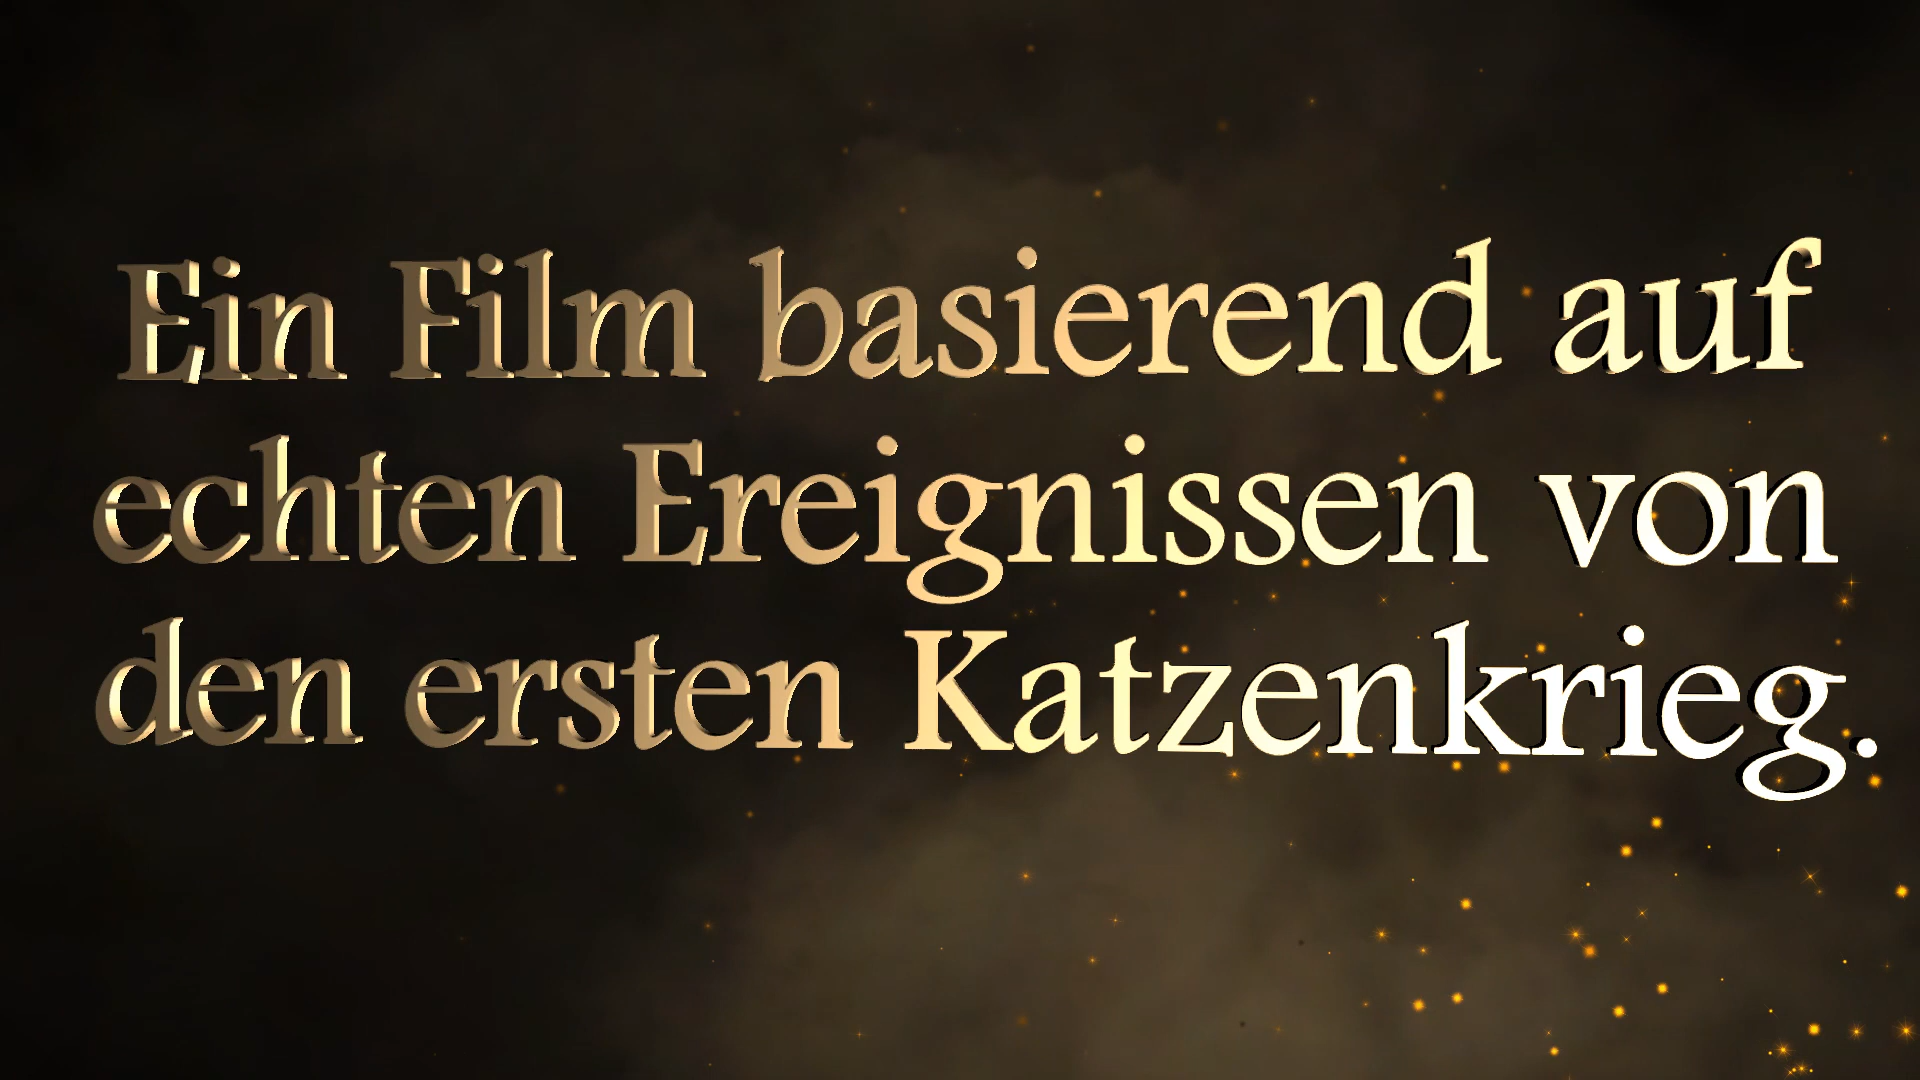 Ein Film basierend auf
echten Ereignissen von
den ersten Katzenkrieg.